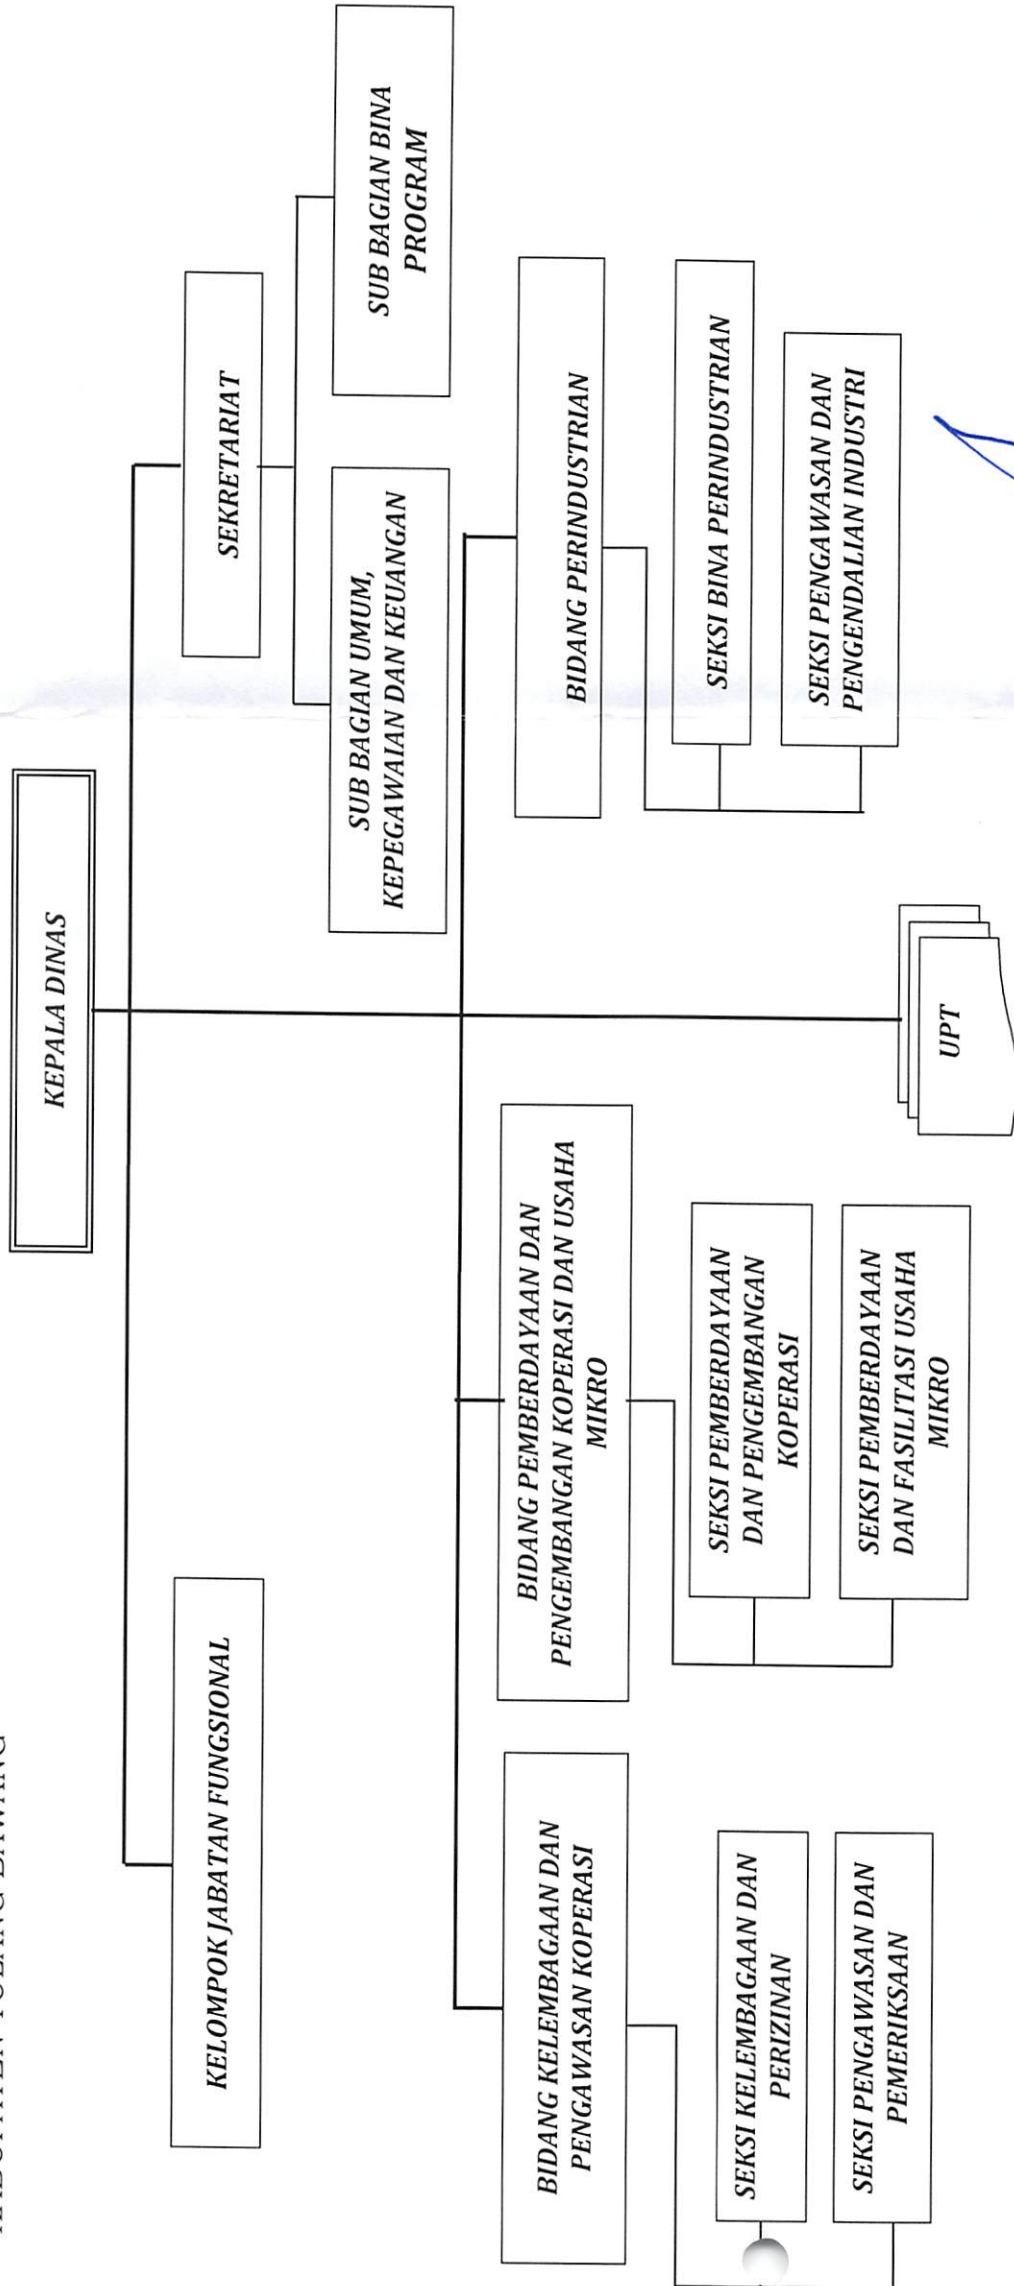 KABUPATEN TULANG BAWANG
KEPALA DINAS
KELOMPOK JABATAN FUNGSIONAL
SEKRETARIAT
SUB BAGIAN UMUM,
KEPEGAWAIAN DAN KEUANGAN
SUB BAGIAN BINA
PROGRAM
BIDANG KELEMBAGAAN DAN
PENGAWASAN KOPERASI
BIDANG PEMBERDAYAAN DAN
PENGEMBANGAN KOPERASI DAN USAHA
MIKRO
BIDANG PERINDUSTRIAN
SEKSI KELEMBAGAAN DAN
PERIZINAN
SEKSI PENGAWASAN DAN
PEMERIKSAAN
SEKSI PEMBERDAYAAN
DAN PENGEMBANGAN
KOPERASI
SEKSI PEMBERDAYAAN
DAN FASILITASI USAHA
MIKRO
SEKSI BINA PERINDUSTRIAN
SEKSI PENGAWASAN DAN
PENGENDALIAN INDUSTRI
UPT